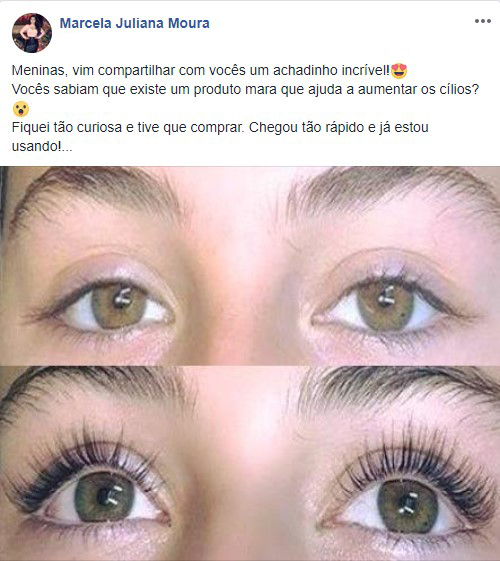 Marcela Juliana Moura
Meninas, vim compartilhar com vocês um achadinho incrível!😍
Vocês sabiam que existe um produto mara que ajuda a aumentar os cílios?
😮
Fiquei tão curiosa e tive que comprar. Chegou tão rápido e já estou
usando!...